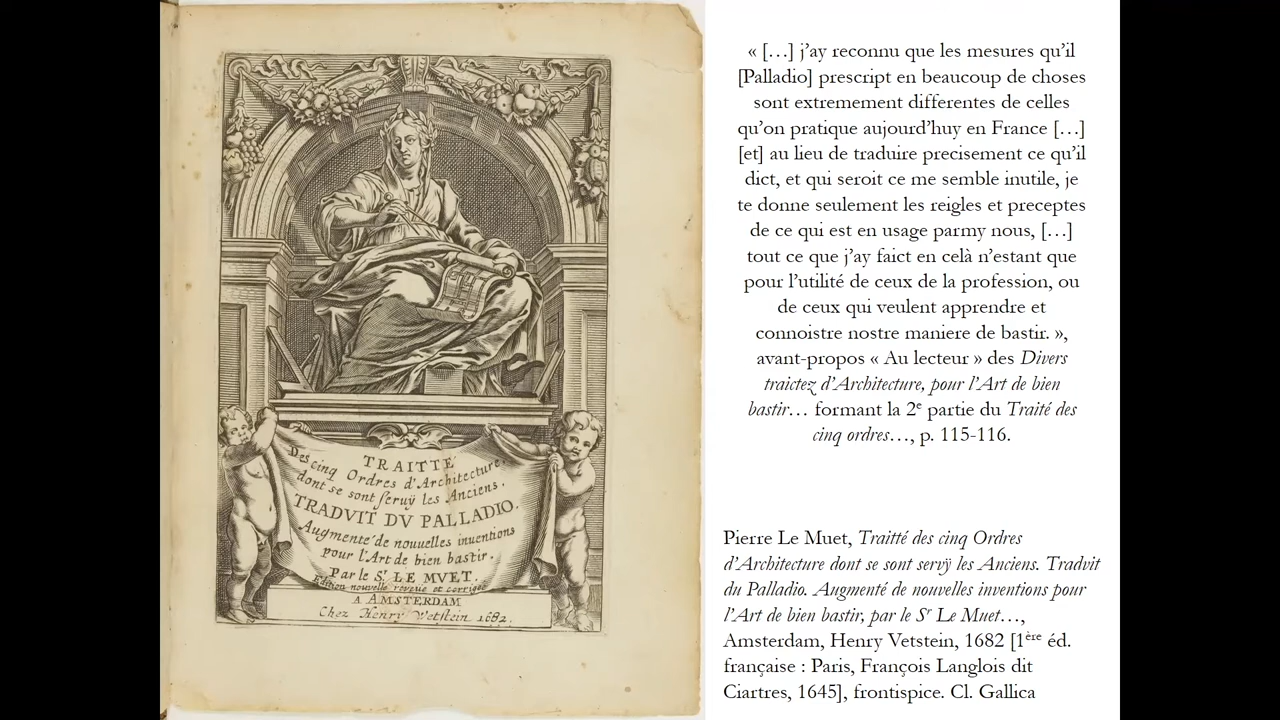 TRAITTÉ
Des cinq Ordres d'Architecture,
dont se sont servÿ les Anciens.
TRADVIT DV PALLADIO.
Augmenté de nouuelles inventions
pour l'Art de bien bastir.
Par le Sr. LE MVET.
Edition nouvelle reveüe et corrigée
A AMSTERDAM
Chez Henry Wetstein 1682.
« […] j’ay reconnu que les mesures qu’il
[Palladio] prescript en beaucoup de choses
sont extremement differentes de celles
qu’on pratique aujourd’huy en France […]
[et] au lieu de traduire precisement ce qu’il
dict, et qui seroit ce me semble inutile, je
te donne seulement les reigles et preceptes
de ce qui est en usage parmy nous, […]
tout ce que j’ay faict en celà n’estant que
pour l’utilité de ceux de la profession, ou
de ceux qui veulent apprendre et
connoistre nostre maniere de bastir. »,
avant-propos « Au lecteur » des Divers
traictez d’Architecture, pour l’Art de bien
bastir… formant la 2e partie du Traité des
cinq ordres…, p. 115-116.
Pierre Le Muet, Traitté des cinq Ordres
d’Architecture dont se sont servÿ les Anciens. Traduit
du Palladio. Augmenté de nouvelles inventions pour
l’Art de bien bastir, par le Sr Le Muet…,
Amsterdam, Henry Vetstein, 1682 [1ère éd.
française : Paris, François Langlois dit
Ciartres, 1645], frontispice. Cl. Gallica